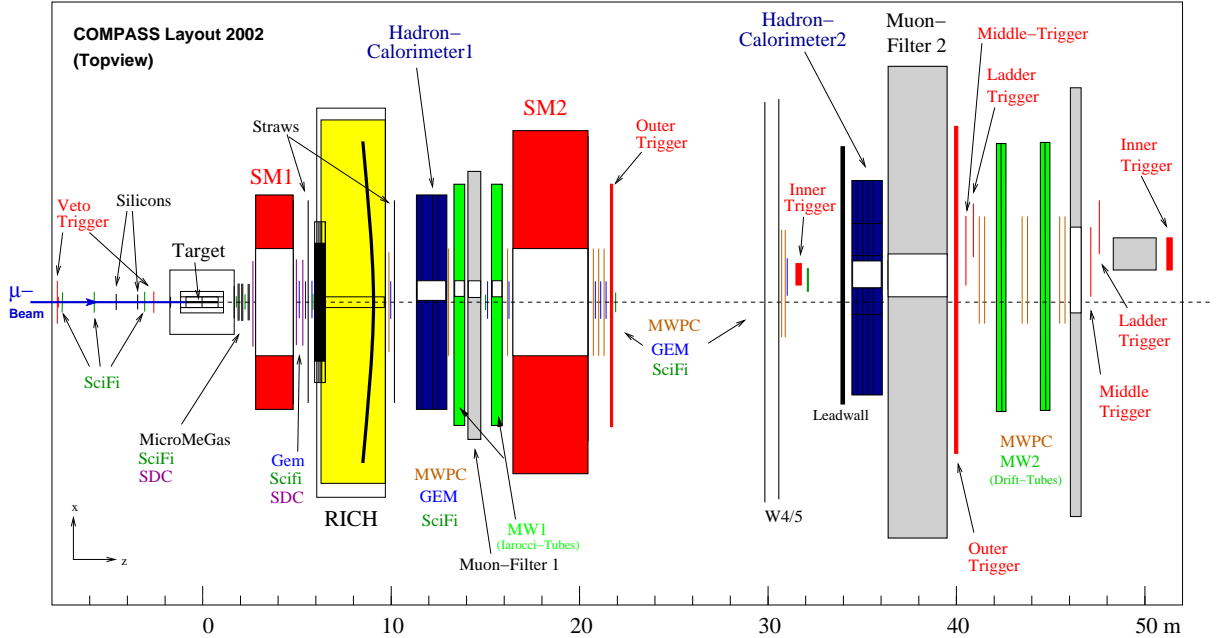 COMPASS Layout 2002
(Topview)
Hadron−
Calorimeter1
Hadron−
Calorimeter2
Muon−
Filter 2
Middle−Trigger
Ladder
Trigger
Straws
SM1
SM2
Outer
Trigger
Inner
Trigger
Inner
Trigger
Veto
Trigger
Silicons
Target
μ−
Beam
SciFi
MicroMeGas
SciFi
SDC
Gem
Scifi
SDC
RICH
MWPC
GEM
SciFi
MW1
(Iarocci−Tubes)
Muon−Filter 1
MWPC
GEM
SciFi
W4/5
Leadwall
MWPC
MW2
(Drift−Tubes)
Outer
Trigger
Middle
Trigger
Ladder
Trigger
x
z
0 10 20 30 40 50 m